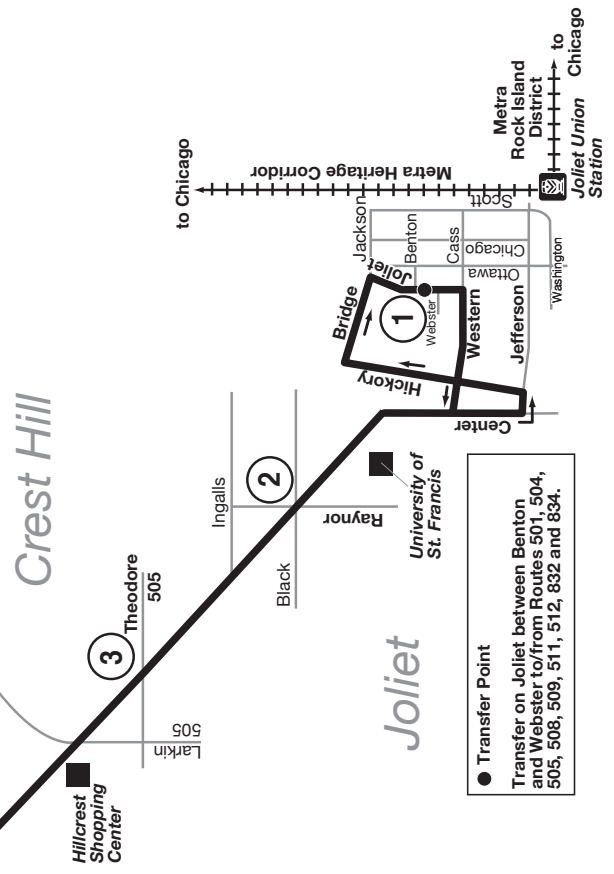 Crest Hill
Joliet
to Chicago
Metra Heritage Corridor
Metra
Rock Island
District
to
Chicago
Joliet Union
Station
Scott
Chicago
Ottawa
Jackson
Benton
Cass
Jefferson
Washington
Joliet
Bridge
1
Webster
Western
Hickory
Center
Ingalls
2
Black
Raynor
University of
St. Francis
3
Theodore
505
505
Larkin
Hillcrest
Shopping
Center
Transfer Point
Transfer on Joliet between Benton
and Webster to/from Routes 501, 504,
505, 508, 509, 511, 512, 832 and 834.